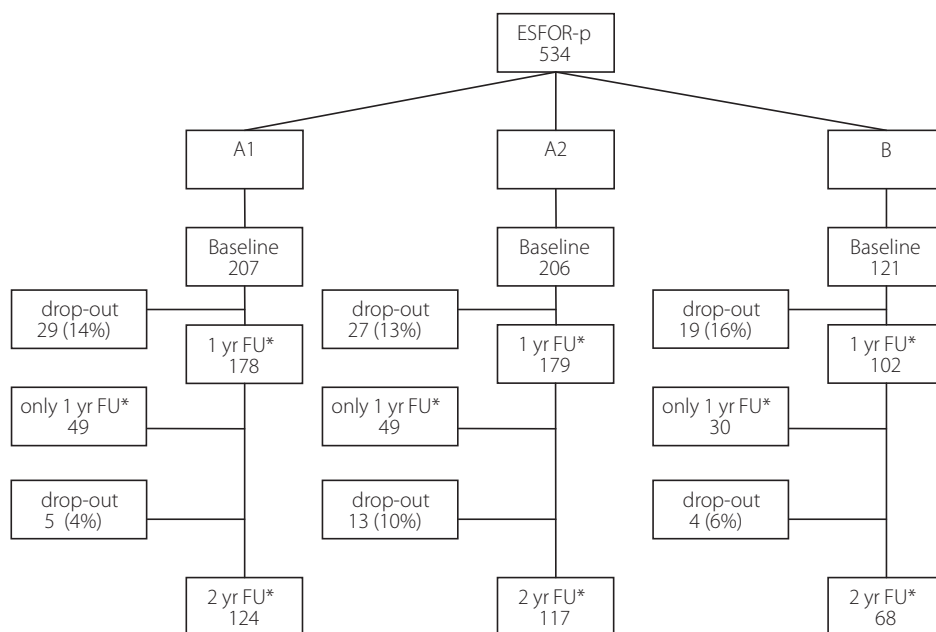 ESFOR-p
534
A1
A2
B
Baseline
207
Baseline
206
Baseline
121
drop-out
29 (14%)
drop-out
27 (13%)
drop-out
19 (16%)
1 yr FU*
178
1 yr FU*
179
1 yr FU*
102
only 1 yr FU*
49
only 1 yr FU*
49
only 1 yr FU*
30
drop-out
5 (4%)
drop-out
13 (10%)
drop-out
4 (6%)
2 yr FU*
124
2 yr FU*
117
2 yr FU*
68